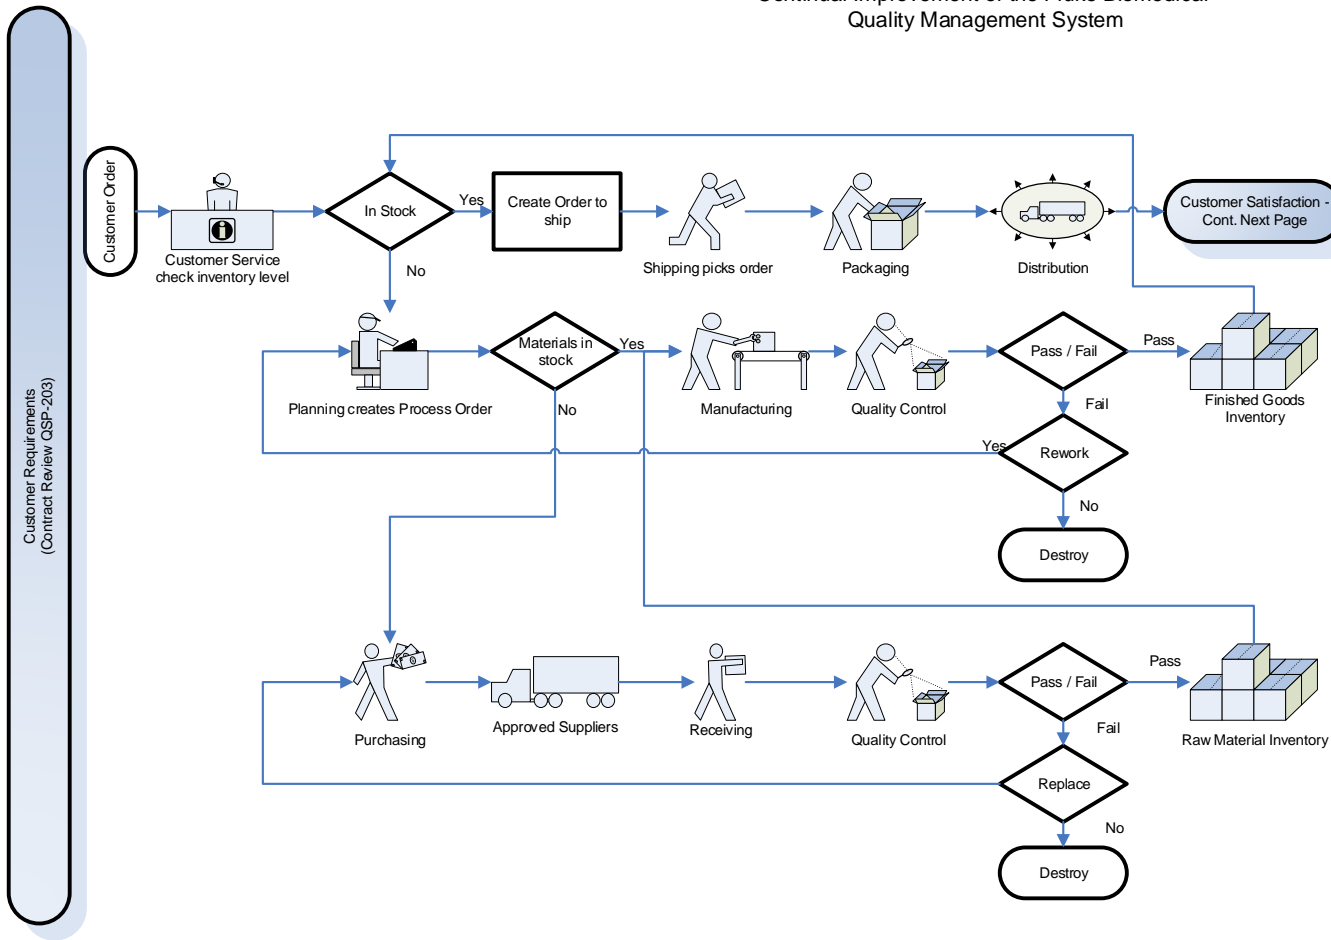 Quality Management System
Customer Requirements
(Contract Review QSP-203)
Customer Order
Customer Service
check inventory level
In Stock
Yes
No
Create Order to
ship
Shipping picks order
Packaging
Distribution
Customer Satisfaction -
Cont. Next Page
Planning creates Process Order
Materials in
stock
Yes
No
Manufacturing
Quality Control
Pass / Fail
Pass
Fail
Finished Goods
Inventory
Yes
Rework
No
Destroy
Purchasing
Approved Suppliers
Receiving
Quality Control
Pass / Fail
Pass
Fail
Raw Material Inventory
Replace
No
Destroy